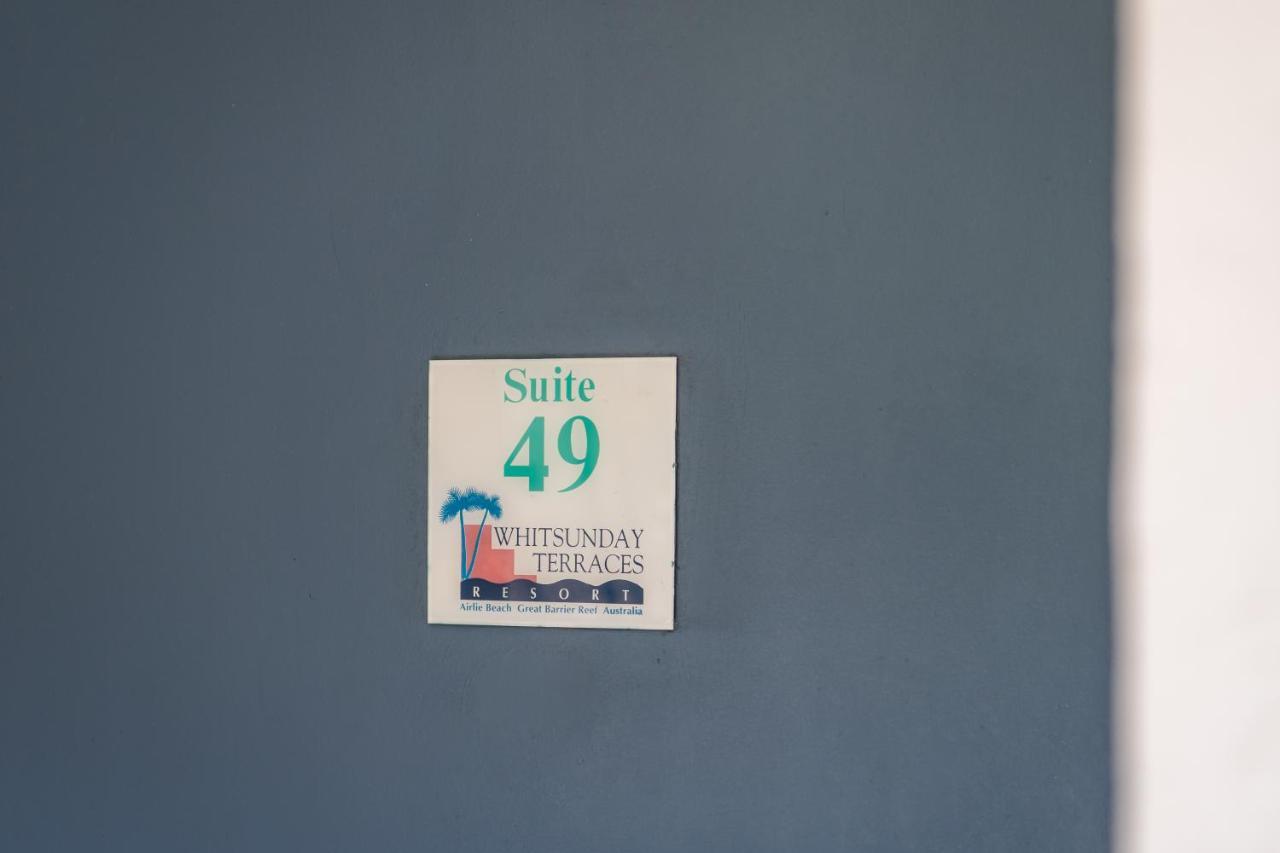 Suite
49
WHITSUNDAY
TERRACES
RESORT
Airlie Beach Great Barrier Reef Australia